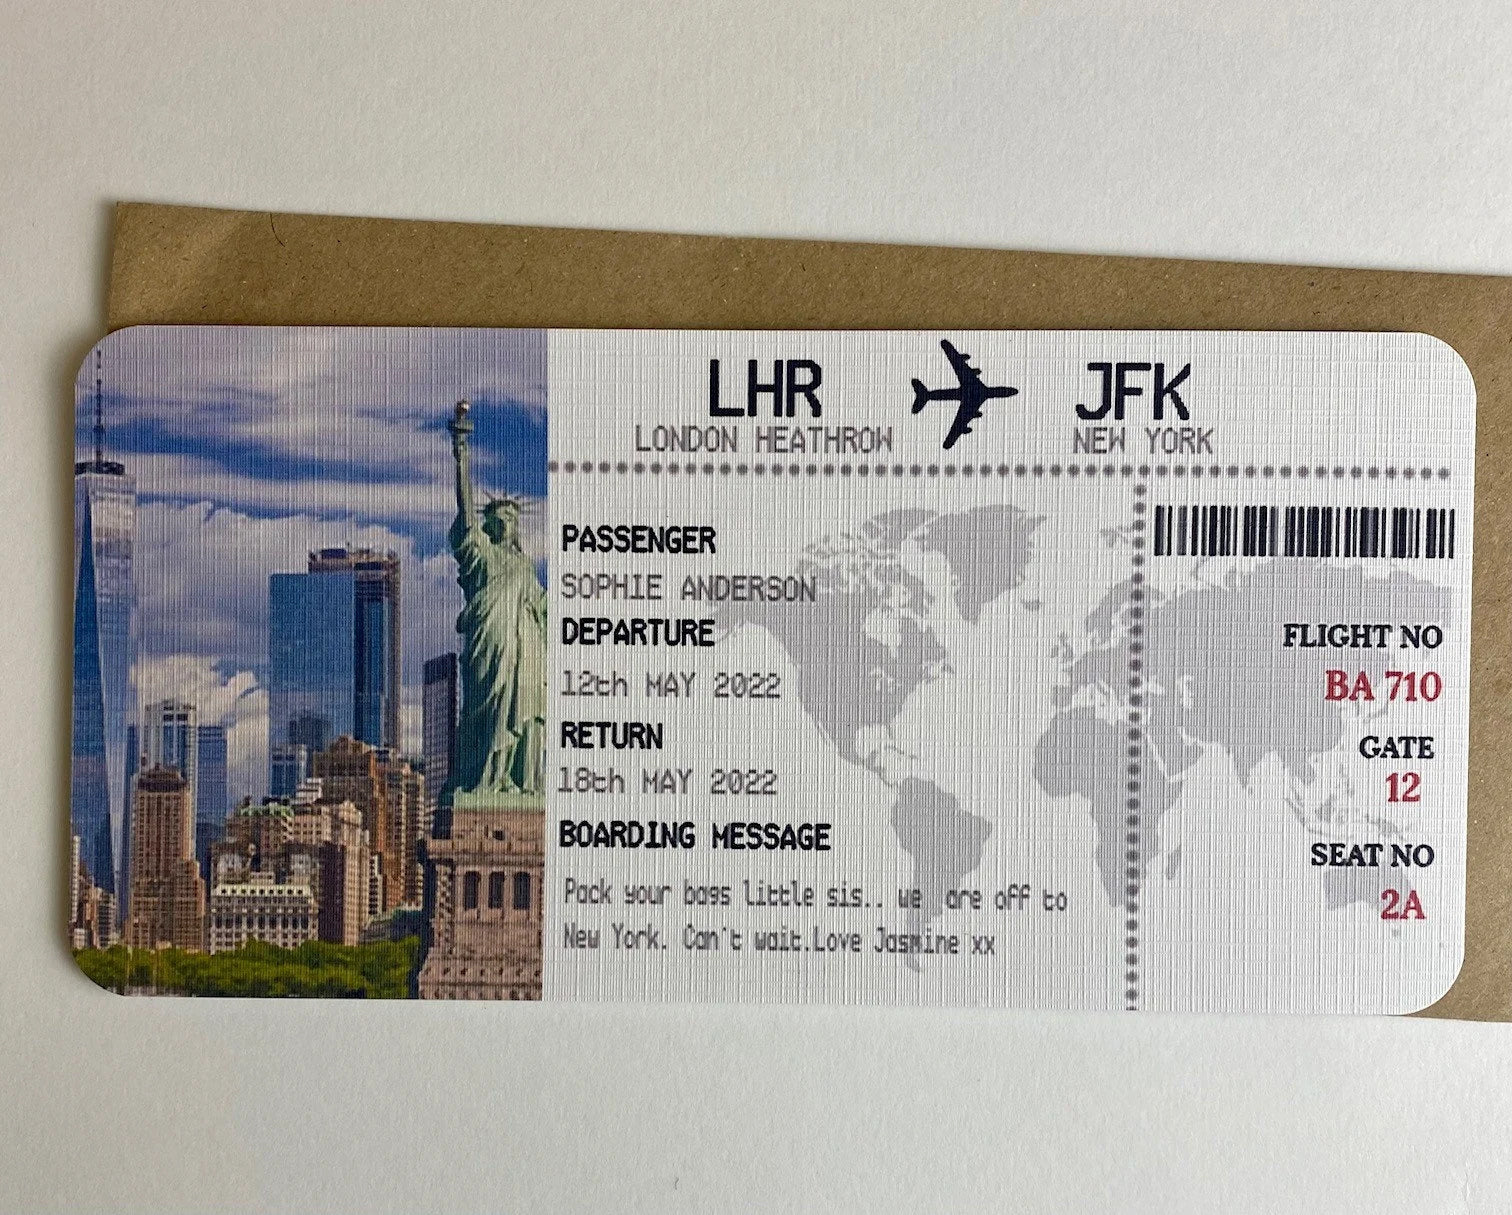 LHR JFK
LONDON HEATHROW NEW YORK
PASSENGER
SOPHIE ANDERSON
DEPARTURE
12th MAY 2022
RETURN
18th MAY 2022
BOARDING MESSAGE
Pack your bags little sis.. we are off to
New York. Can't wait.Love Jasmine xx
FLIGHT NO
BA 710
GATE
12
SEAT NO
2A